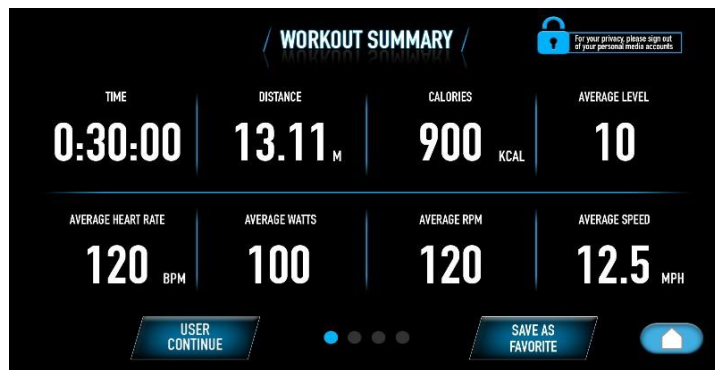 / WORKOUT SUMMARY /
For your privacy, please sign out
of your personal media accounts
TIME
DISTANCE
CALORIES
AVERAGE LEVEL
0:30:00
13.11 M
900 KCAL
10
AVERAGE HEART RATE
AVERAGE WATTS
AVERAGE RPM
AVERAGE SPEED
120 BPM
100
120
12.5 MPH
USER
CONTINUE
SAVE AS
FAVORITE